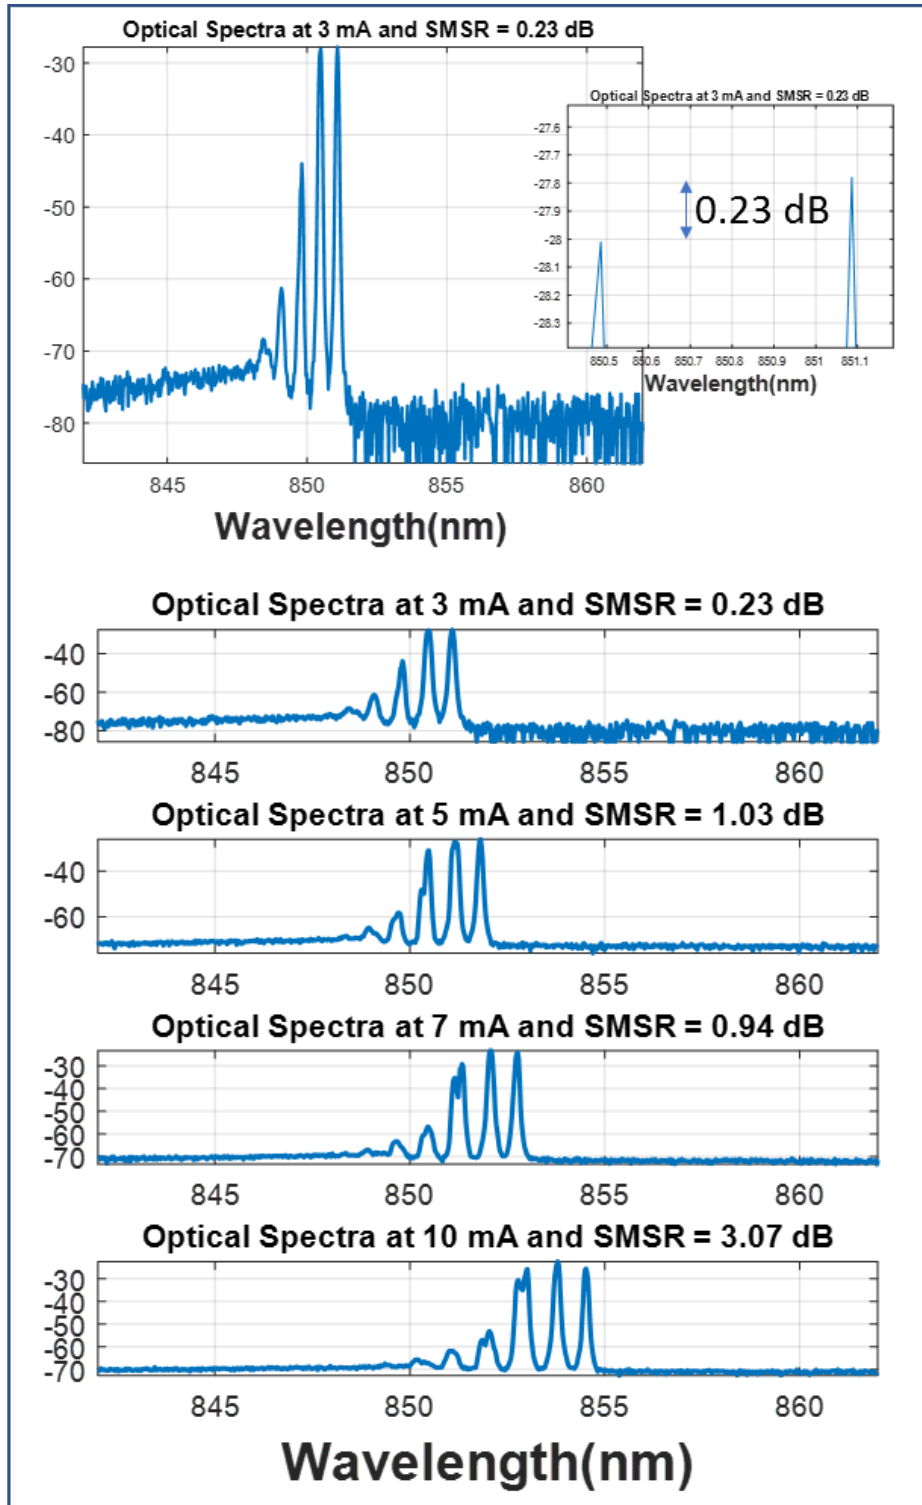 Optical Spectra at 3 mA and SMSR = 0.23 dB
-30
-40
-50
-60
-70
-80
845 850 855 860
Wavelength(nm)
Optical Spectra at 3 mA and SMSR = 0.23 dB
-27.6
-27.7
-27.8
-27.9
-28
-28.1
-28.2
-28.3
0.23 dB
850.5 850.6 850.7 850.8 850.9 851 851.1
Wavelength(nm)
Optical Spectra at 3 mA and SMSR = 0.23 dB
-40
-60
-80
845 850 855 860
Optical Spectra at 5 mA and SMSR = 1.03 dB
-40
-60
845 850 855 860
Optical Spectra at 7 mA and SMSR = 0.94 dB
-30
-40
-50
-60
-70
845 850 855 860
Optical Spectra at 10 mA and SMSR = 3.07 dB
-30
-40
-50
-60
-70
845 850 855 860
Wavelength(nm)